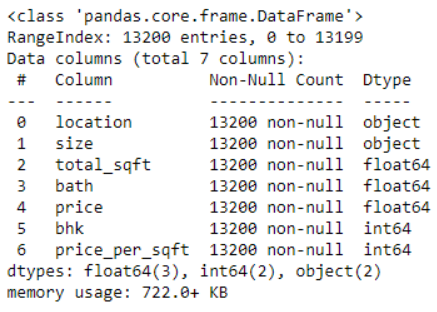 <class 'pandas.core.frame.DataFrame'>
RangeIndex: 13200 entries, 0 to 13199
Data columns (total 7 columns):
 #   Column          Non-Null Count  Dtype
---  ------          --------------  -----
 0   location        13200 non-null  object
 1   size            13200 non-null  object
 2   total_sqft      13200 non-null  float64
 3   bath            13200 non-null  float64
 4   price           13200 non-null  float64
 5   bhk             13200 non-null  int64
 6   price_per_sqft  13200 non-null  int64
dtypes: float64(3), int64(2), object(2)
memory usage: 722.0+ KB